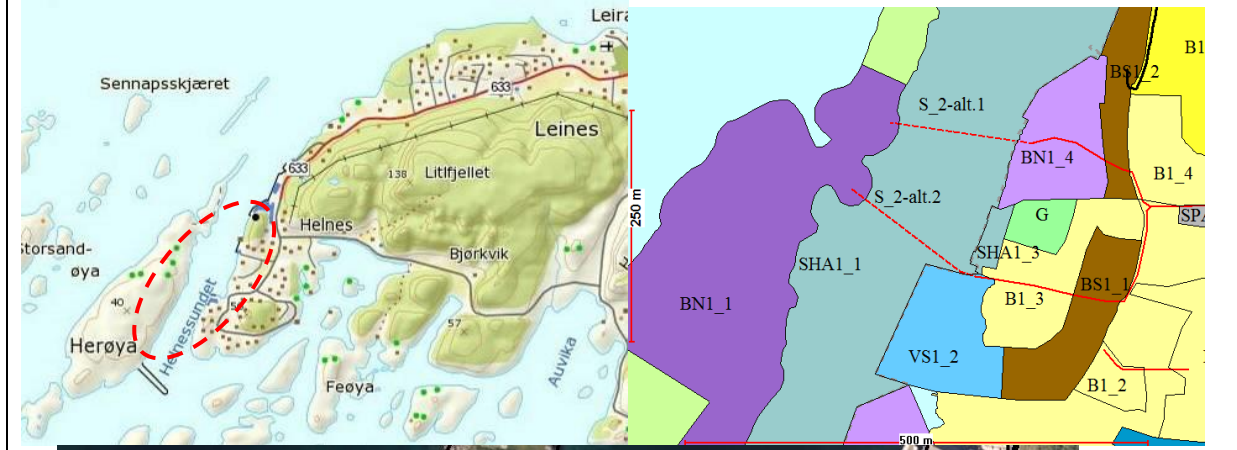 Sennapsskjæret
Leira
633
Leines
633
138
Litlfjellet
Helnes
Storsand-
øya
Bjørkvik
40
57
Helnessundet
Herøya
Feøya
Auvika
B1
BS1_2
S_2-alt.1
BN1_4
B1_4
S_2-alt.2
G
SPA
250 m
SHA1_1
SHA1_3
BS1_1
BN1_1
B1_3
VS1_2
B1_2
500 m